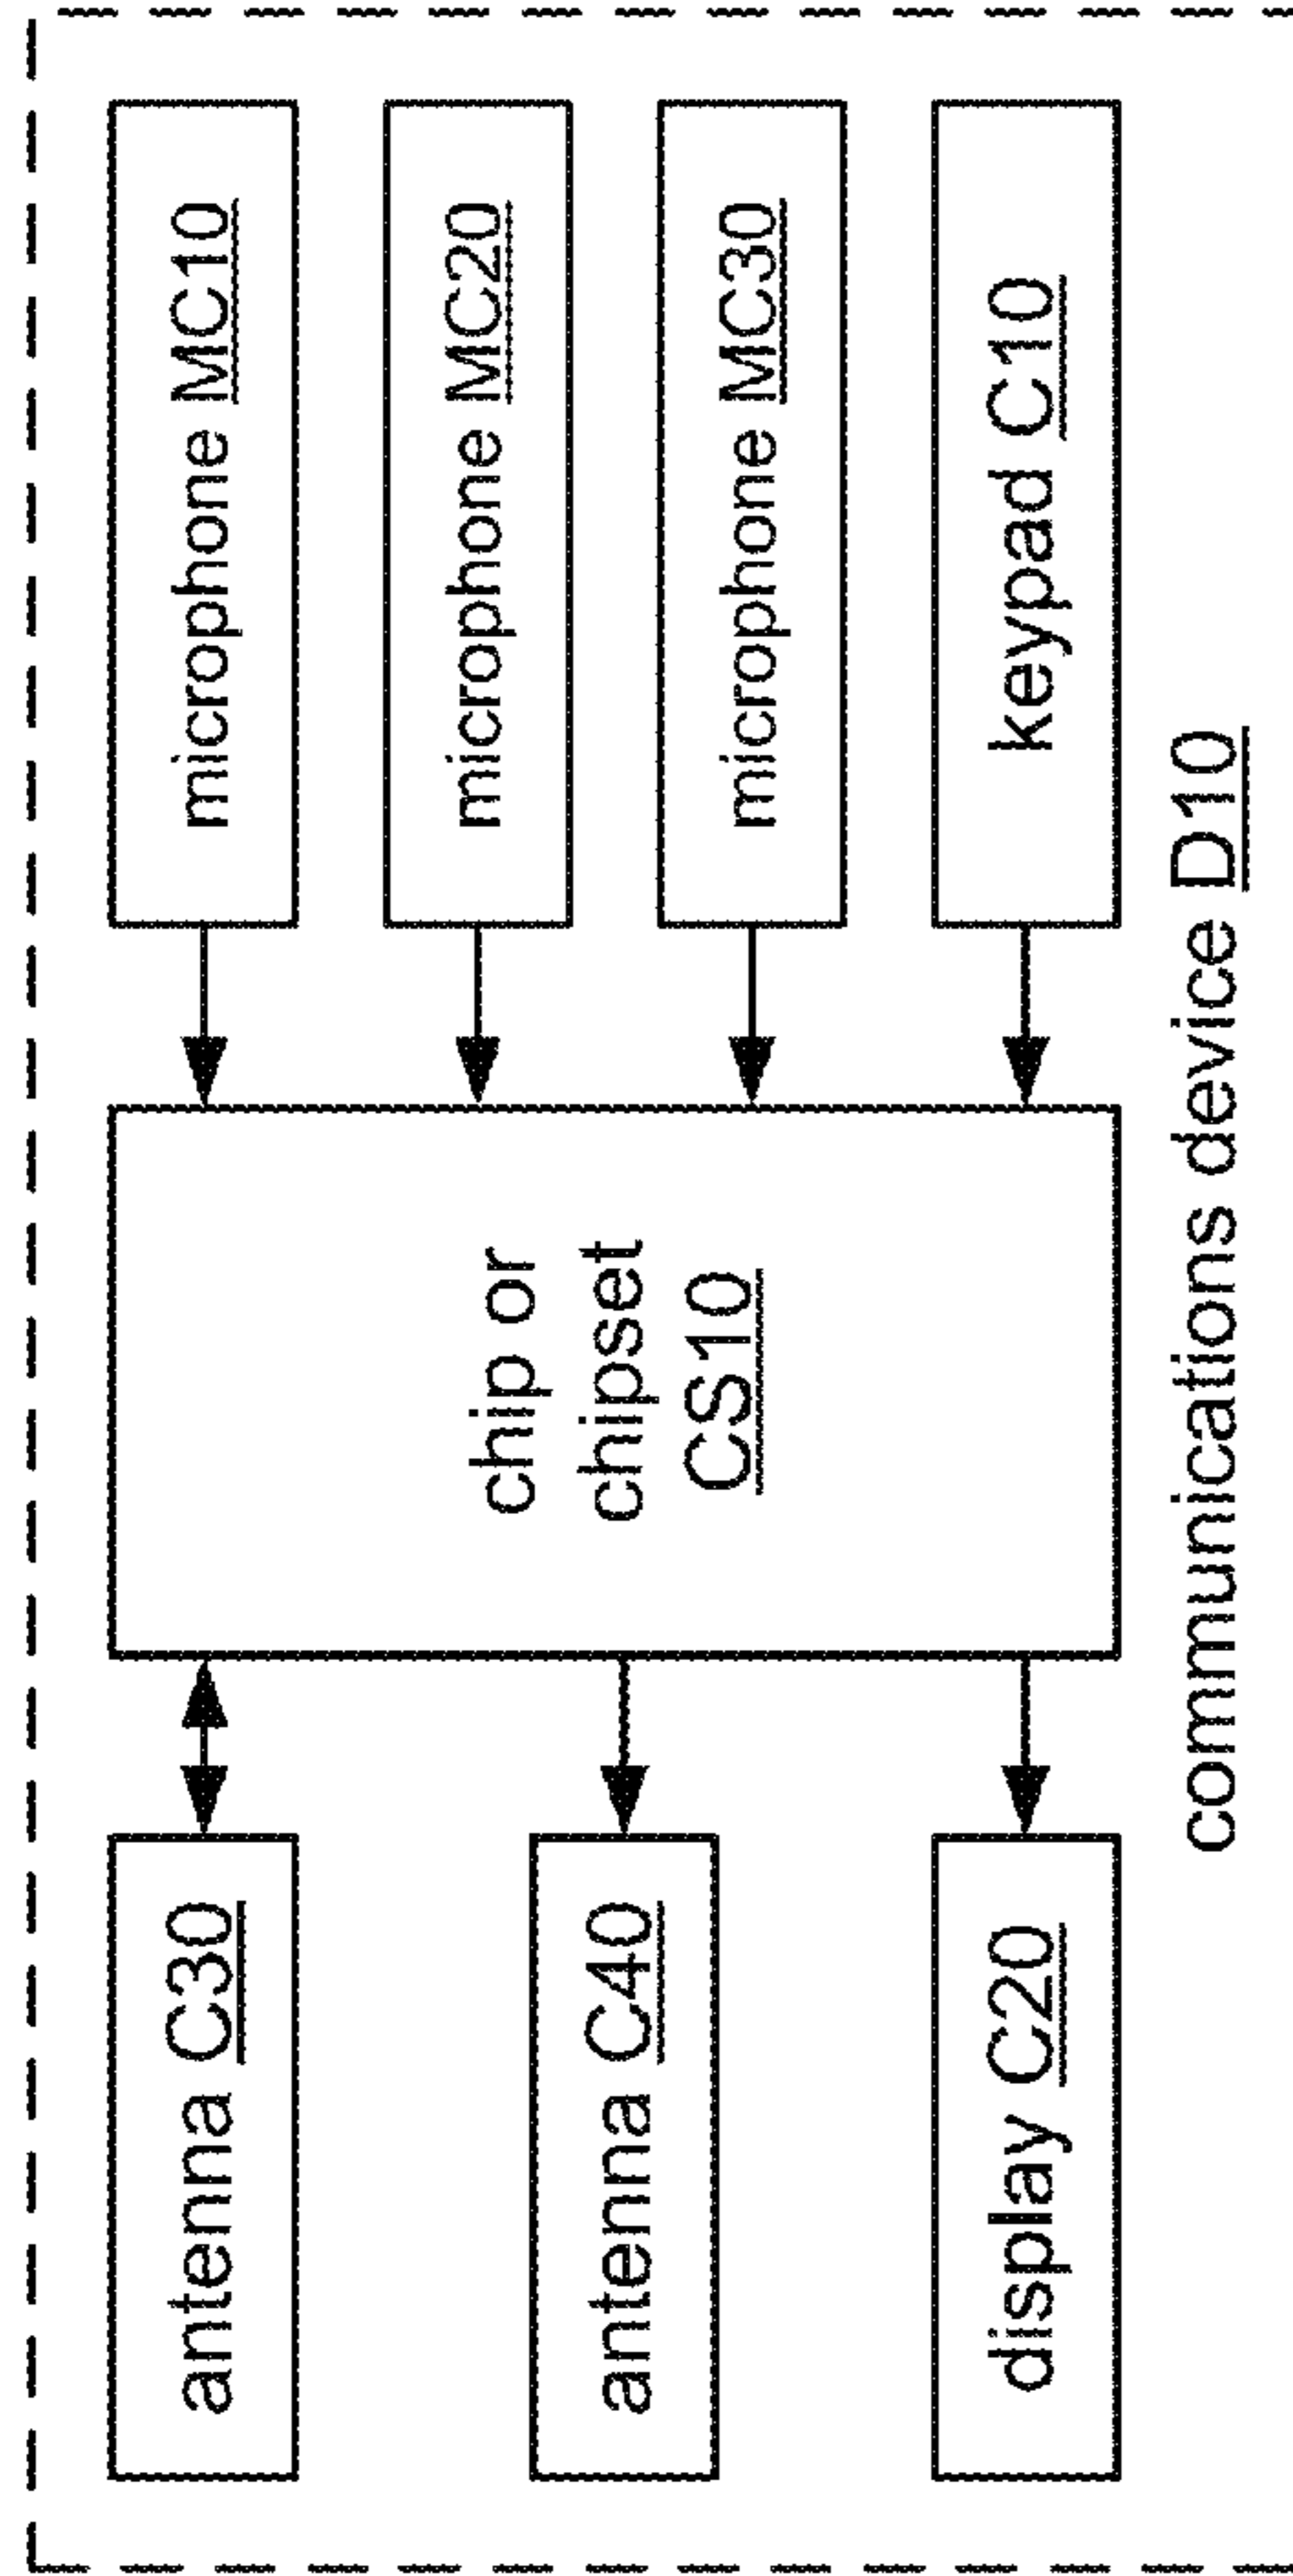 antenna C30
antenna C40
display C20
chip or
chipset
CS10
microphone MC10
microphone MC20
microphone MC30
keypad C10
communications device D10